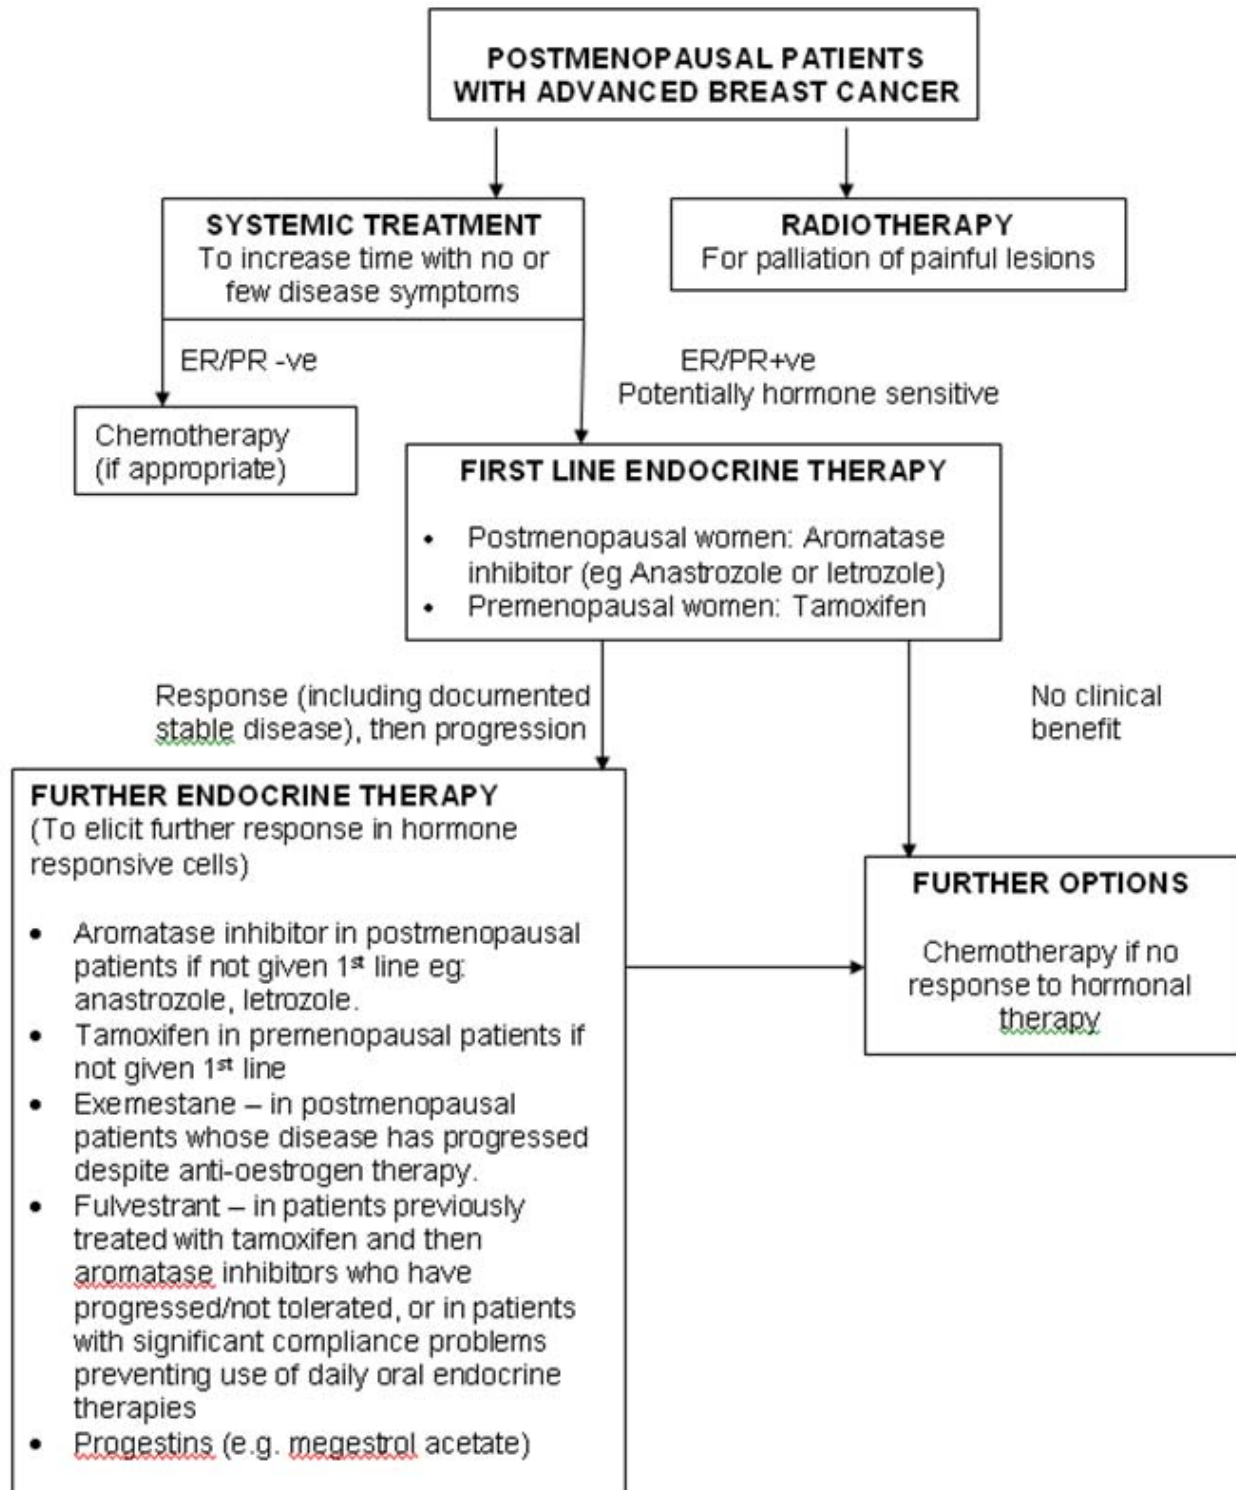 POSTMENOPAUSAL PATIENTS
WITH ADVANCED BREAST CANCER
SYSTEMIC TREATMENT
To increase time with no or
few disease symptoms
RADIOTHERAPY
For palliation of painful lesions
ER/PR -ve
ER/PR+ve
Potentially hormone sensitive
Chemotherapy
(if appropriate)
FIRST LINE ENDOCRINE THERAPY
• Postmenopausal women: Aromatase
inhibitor (eg Anastrozole or letrozole)
• Premenopausal women: Tamoxifen
Response (including documented
stable disease), then progression
No clinical
benefit
FURTHER ENDOCRINE THERAPY
(To elicit further response in hormone
responsive cells)
• Aromatase inhibitor in postmenopausal
patients if not given 1st line eg:
anastrozole, letrozole.
• Tamoxifen in premenopausal patients if
not given 1st line
• Exemestane – in postmenopausal
patients whose disease has progressed
despite anti-oestrogen therapy.
• Fulvestrant – in patients previously
treated with tamoxifen and then
aromatase inhibitors who have
progressed/not tolerated, or in patients
with significant compliance problems
preventing use of daily oral endocrine
therapies
• Progestins (e.g. megestrol acetate)
FURTHER OPTIONS
Chemotherapy if no
response to hormonal
therapy